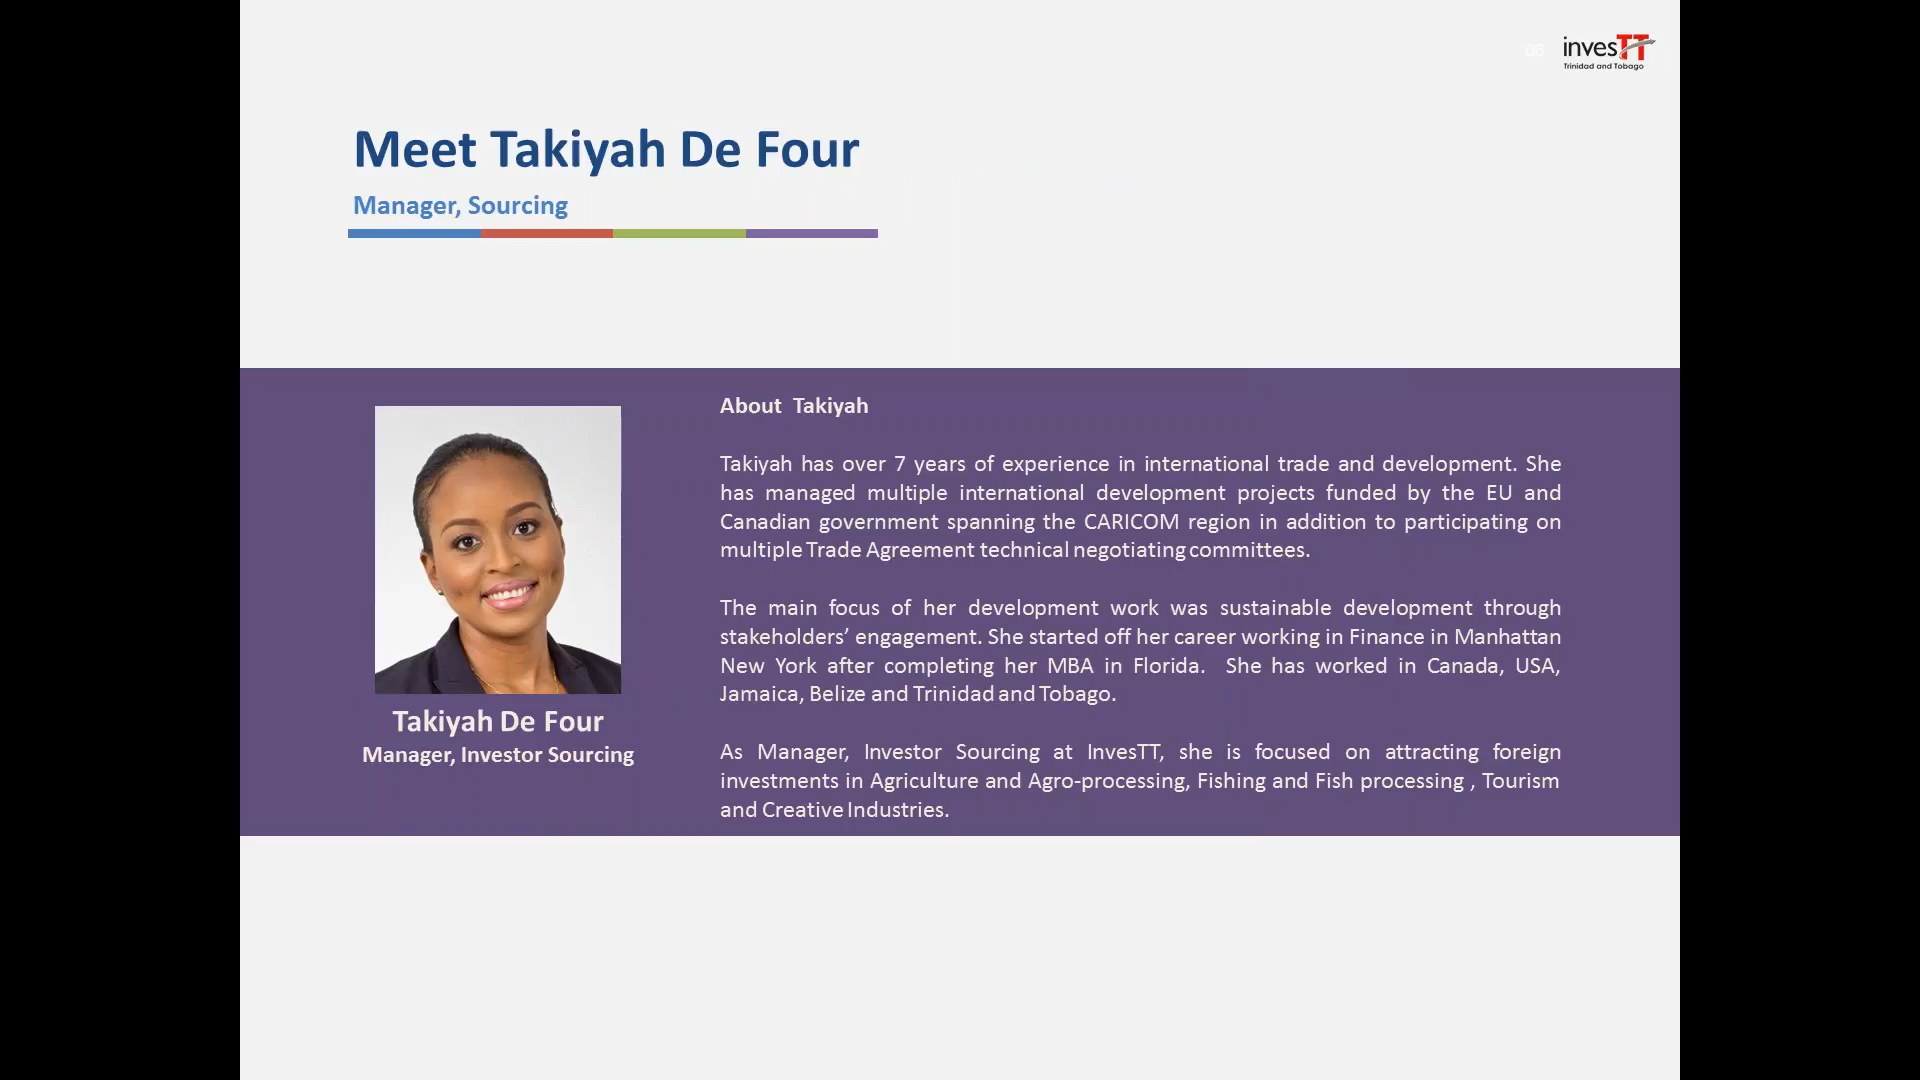 06
invesTT
Trinidad and Tobago
Meet Takiyah De Four
Manager, Sourcing
About Takiyah
Takiyah has over 7 years of experience in international trade and development. She
has managed multiple international development projects funded by the EU and
Canadian government spanning the CARICOM region in addition to participating on
multiple Trade Agreement technical negotiating committees.
The main focus of her development work was sustainable development through
stakeholders’ engagement. She started off her career working in Finance in Manhattan
New York after completing her MBA in Florida. She has worked in Canada, USA,
Jamaica, Belize and Trinidad and Tobago.
As Manager, Investor Sourcing at InvesTT, she is focused on attracting foreign
investments in Agriculture and Agro-processing, Fishing and Fish processing , Tourism
and Creative Industries.
Takiyah De Four
Manager, Investor Sourcing